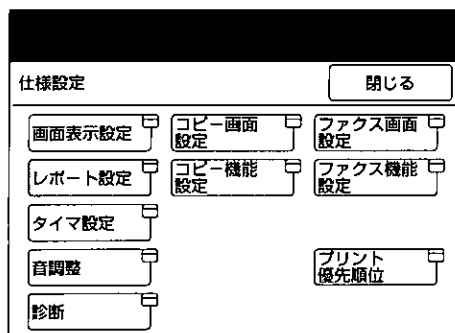 仕様設定
閉じる
画面表示設定
コピー画面
設定
ファクス画面
設定
レポート設定
コピー機能
設定
ファクス機能
設定
タイマ設定
音調整
プリント
優先順位
診断